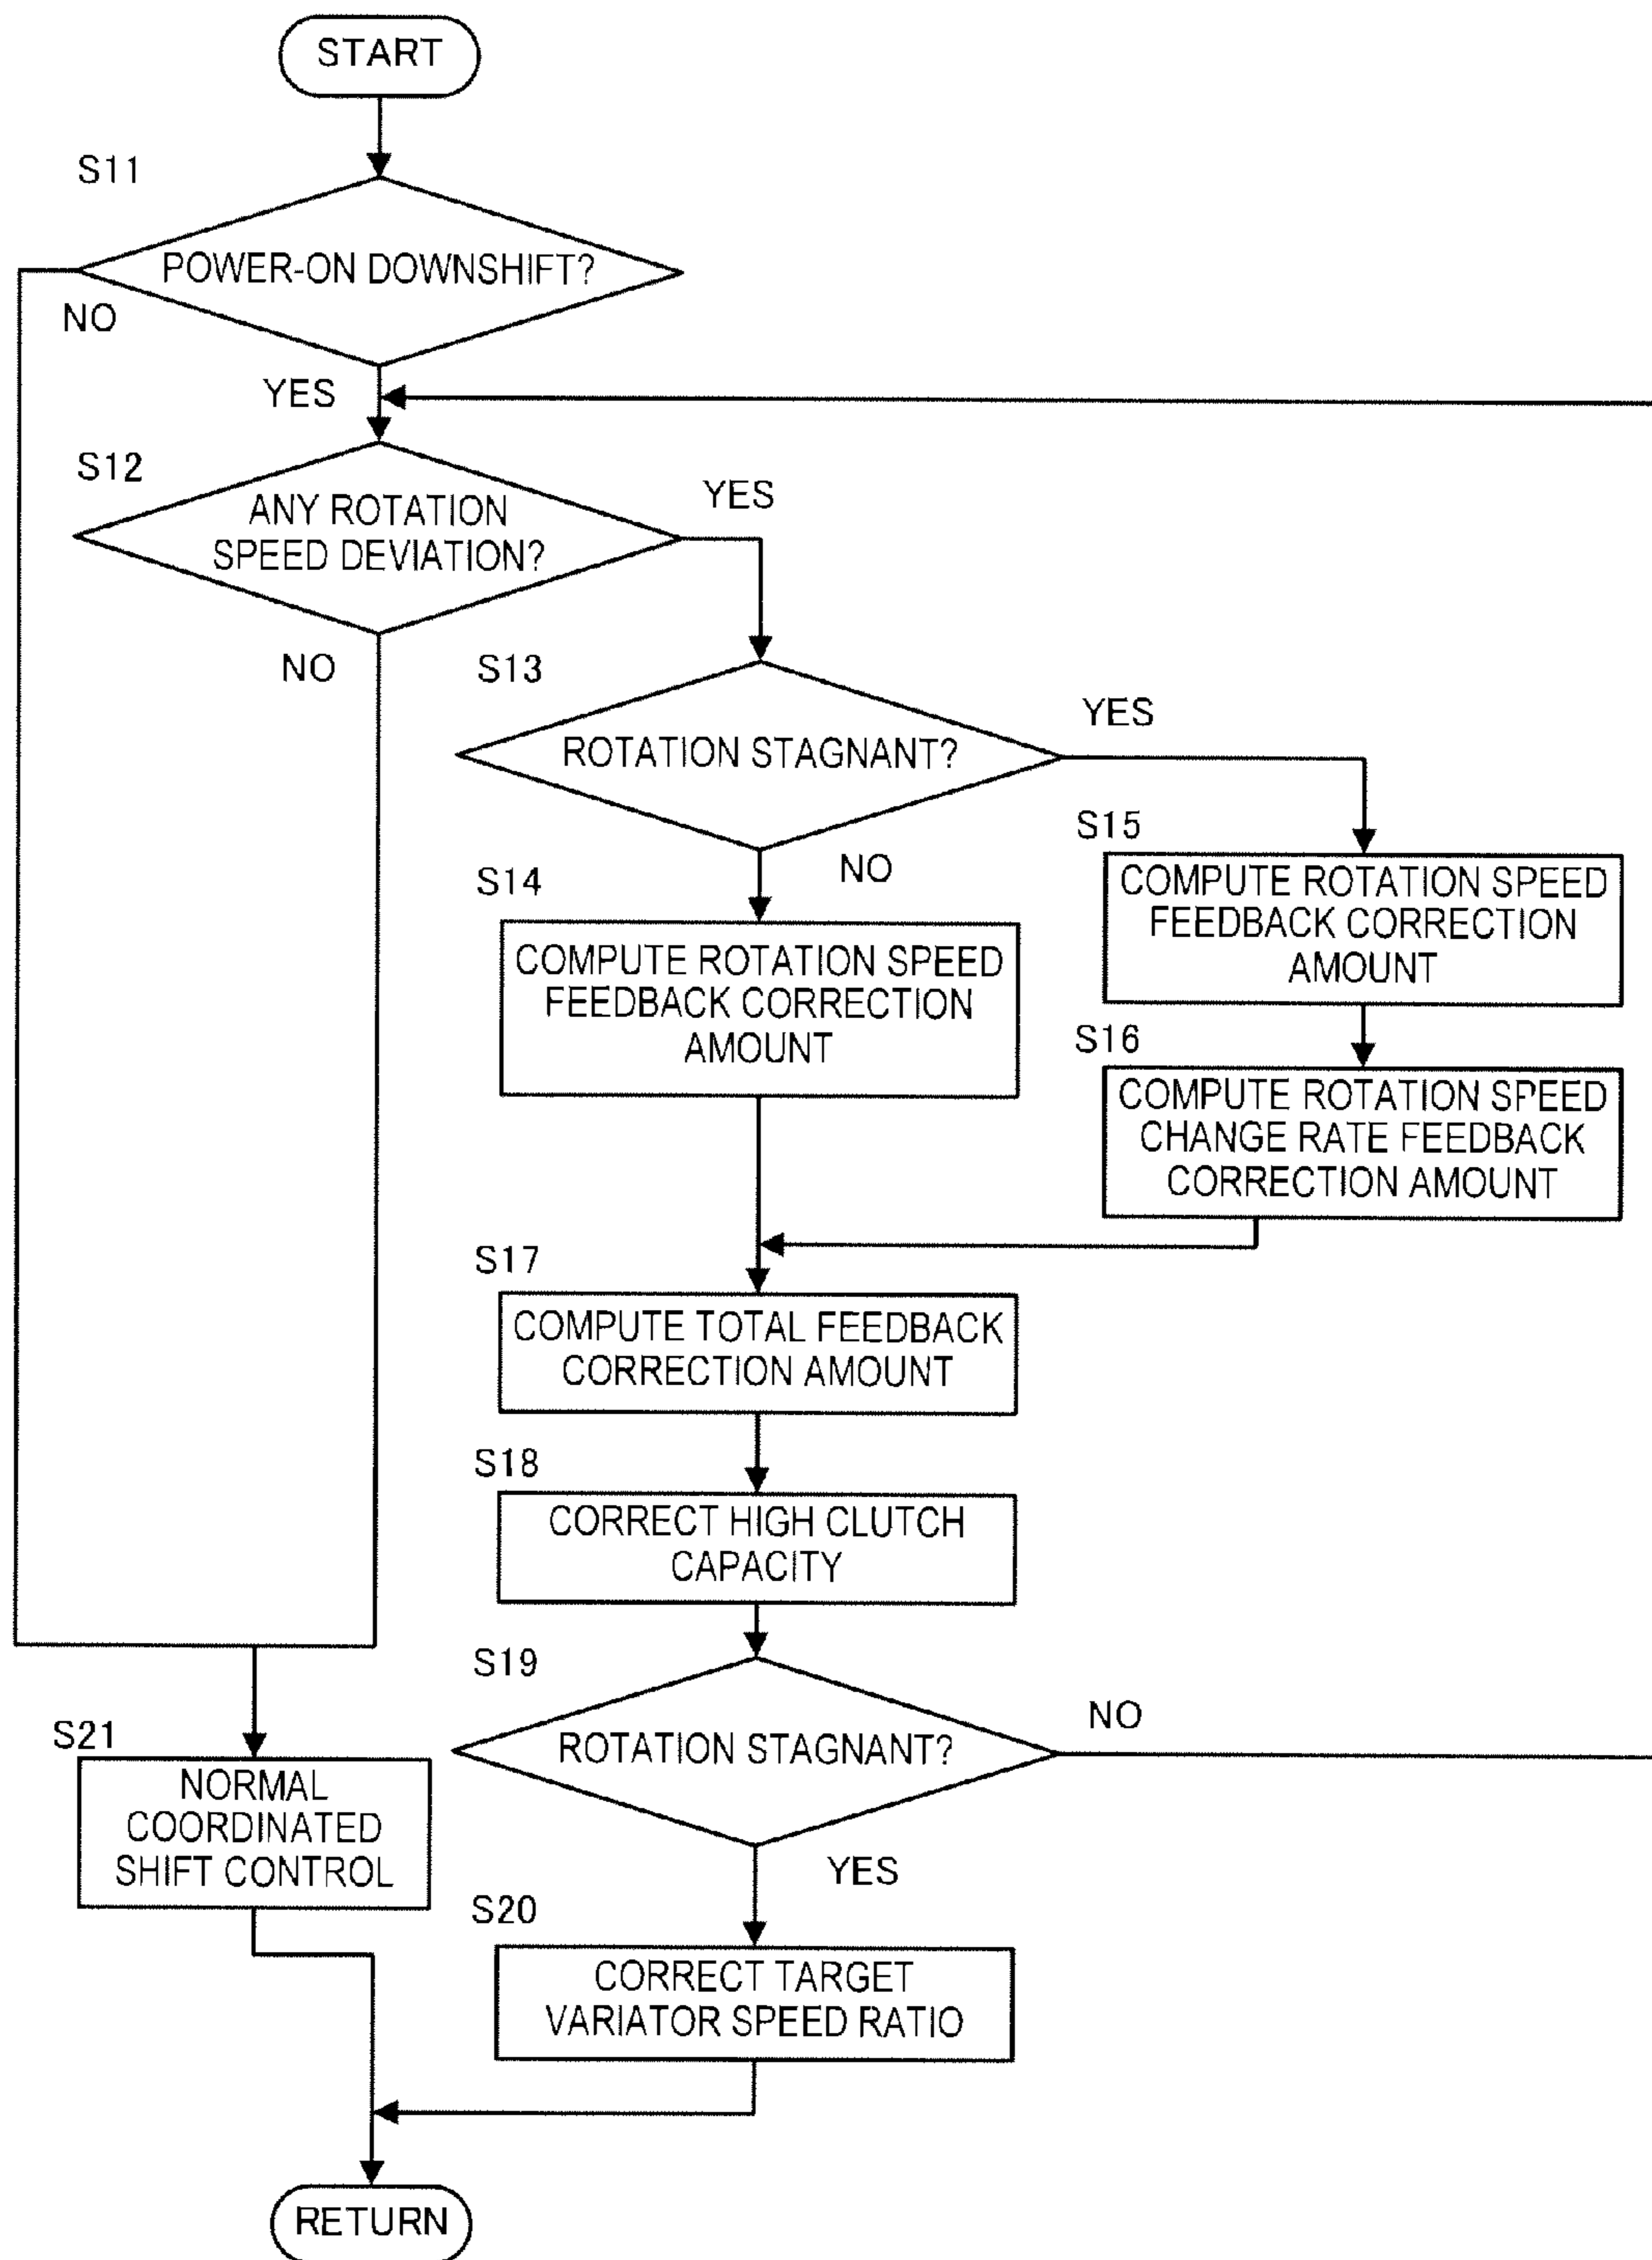 START
S11
POWER-ON DOWNSHIFT?
NO
YES
S12
ANY ROTATION
SPEED DEVIATION?
YES
NO
S13
ROTATION STAGNANT?
YES
NO
S14
COMPUTE ROTATION SPEED
FEEDBACK CORRECTION
AMOUNT
S15
COMPUTE ROTATION SPEED
FEEDBACK CORRECTION
AMOUNT
S16
COMPUTE ROTATION SPEED
CHANGE RATE FEEDBACK
CORRECTION AMOUNT
S17
COMPUTE TOTAL FEEDBACK
CORRECTION AMOUNT
S18
CORRECT HIGH CLUTCH
CAPACITY
S19
ROTATION STAGNANT?
NO
YES
S20
CORRECT TARGET
VARIATOR SPEED RATIO
S21
NORMAL
COORDINATED
SHIFT CONTROL
RETURN